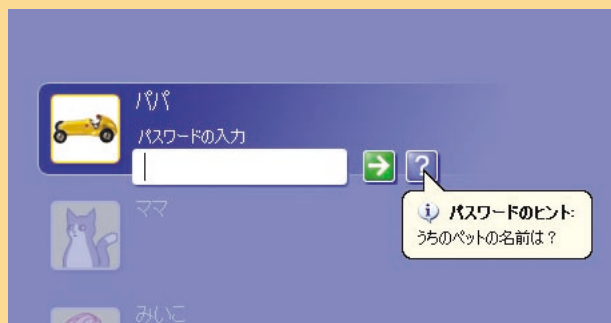 パパ
パスワードの入力
?
パスワードのヒント:
うちのペットの名前は？
ママ
みいこ